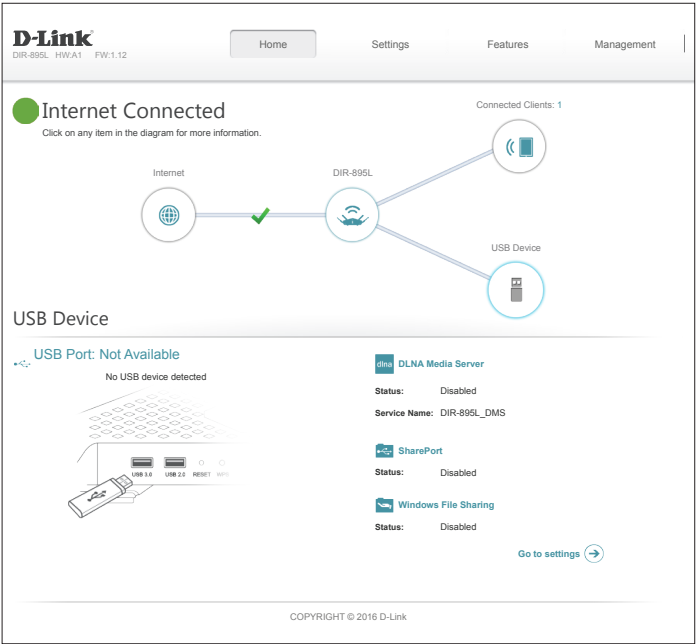 D-Link
DIR-895L HW:A1 FW:1.12
Home Settings Features Management
Internet Connected
Click on any item in the diagram for more information.
Connected Clients: 1
Internet DIR-895L
USB Device
USB Device
USB Port: Not Available
No USB device detected
USB 3.0 USB 2.0 RESET WPS
dlna DLNA Media Server
Status: Disabled
Service Name: DIR-895L_DMS
SharePort
Status: Disabled
Windows File Sharing
Status: Disabled
Go to settings
COPYRIGHT © 2016 D-Link